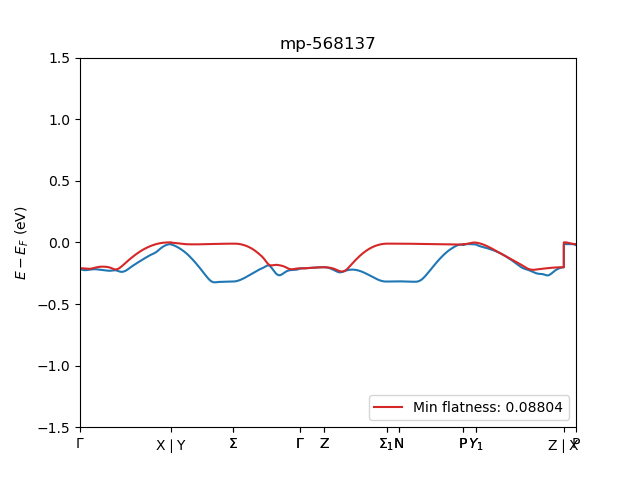 mp-568137
E − E_F (eV)
1.5
1.0
0.5
0.0
−0.5
−1.0
−1.5
Min flatness: 0.08804
Γ X | Y Σ Γ Z Σ₁ N P Y₁ Z | X P